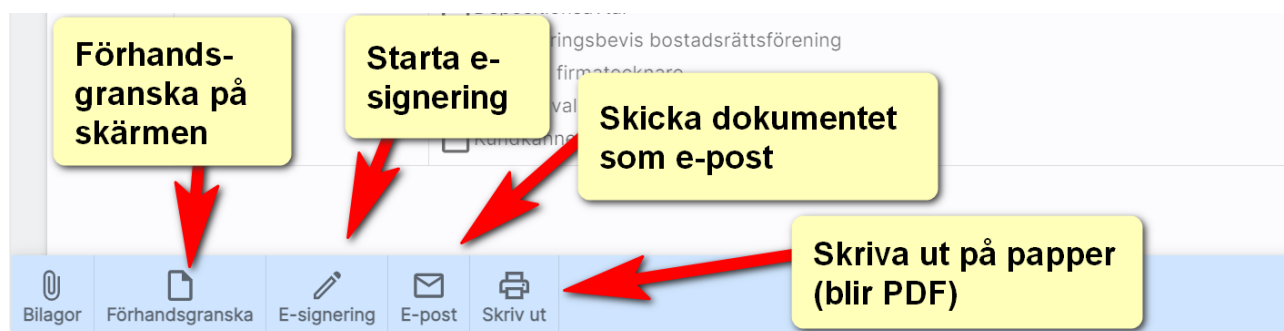 Förhands-
granska på
skärmen
Starta e-
signering
ringsbevis bostadsrättsförening
firmatecknare
Skicka dokumentet
som e-post
Skriva ut på papper
(blir PDF)
Bilagor
Förhandsgranska
E-signering
E-post
Skriv ut